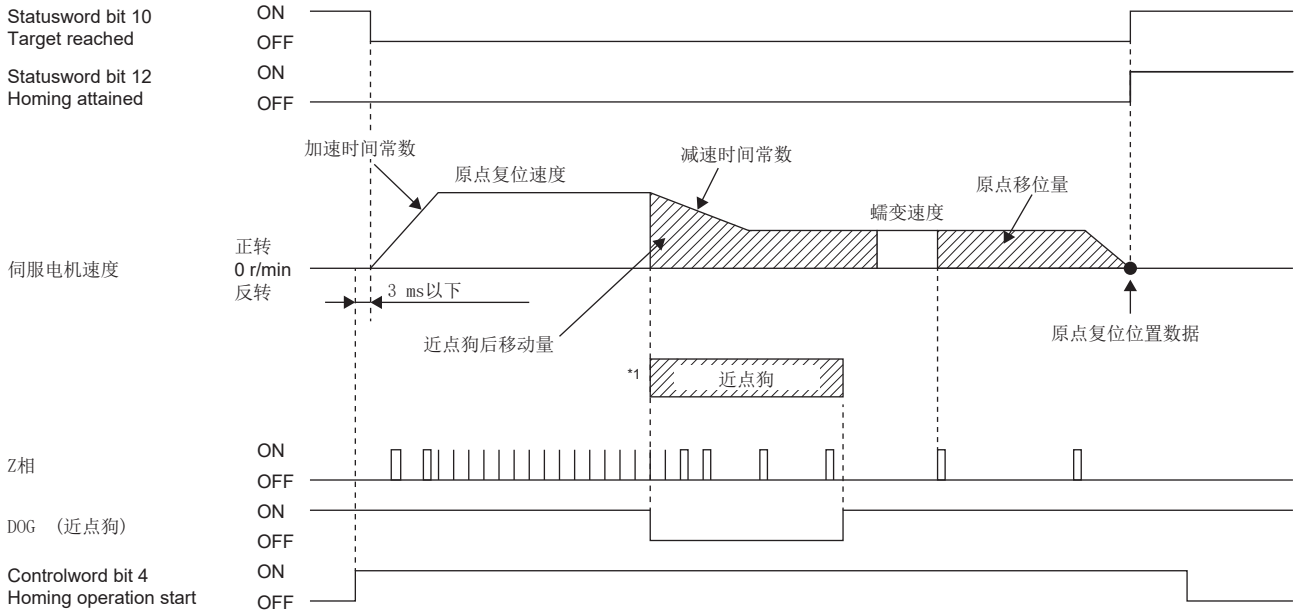 Statusword bit 10
Target reached
ON
OFF
Statusword bit 12
Homing attained
ON
OFF
加速时间常数
原点复位速度
减速时间常数
蠕变速度
原点移位量
伺服电机速度
正转
0 r/min
反转
3 ms以下
近点狗后移动量
原点复位位置数据
*1
近点狗
Z相
ON
OFF
DOG (近点狗)
ON
OFF
Controlword bit 4
Homing operation start
ON
OFF